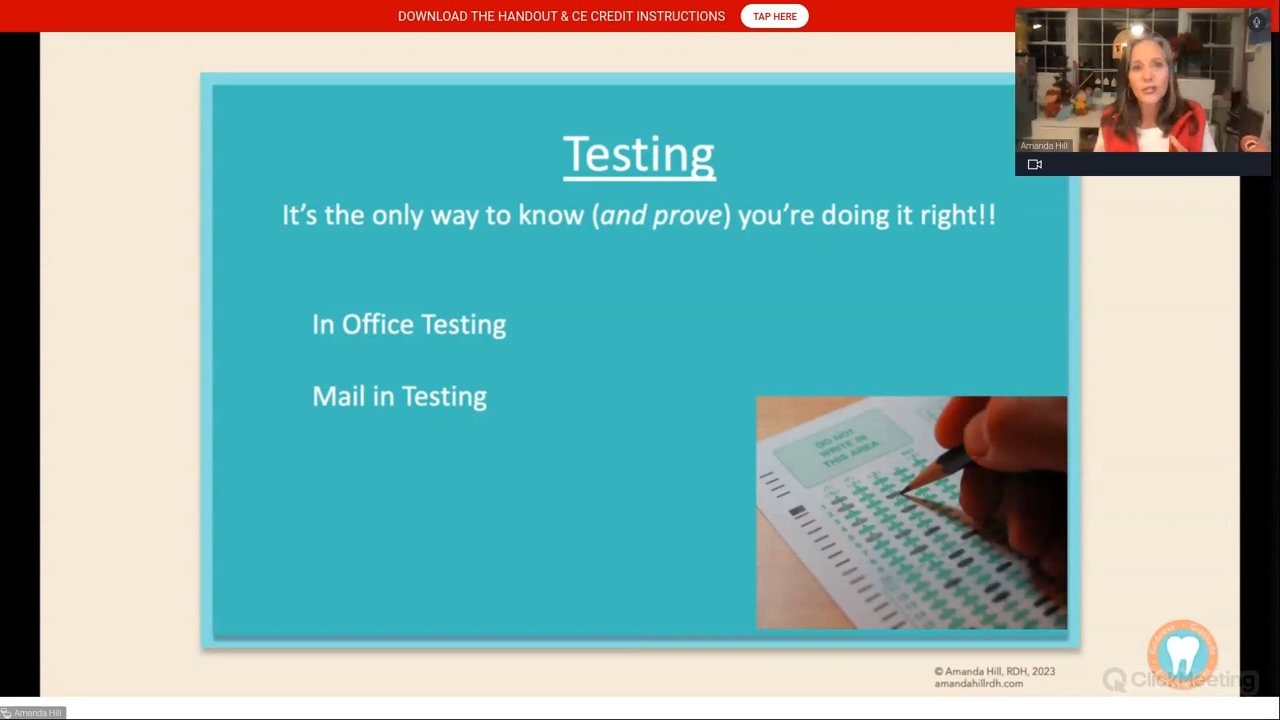 DOWNLOAD THE HANDOUT & CE CREDIT INSTRUCTIONS
TAP HERE
Amanda Hill
Testing
It's the only way to know (and prove) you're doing it right!!
In Office Testing
Mail in Testing
DO NOT
WRITE IN
THIS AREA
© Amanda Hill, RDH, 2023
amandahillrdh.com
Kindness • Gratitude
ClickMeeting
Amanda Hill